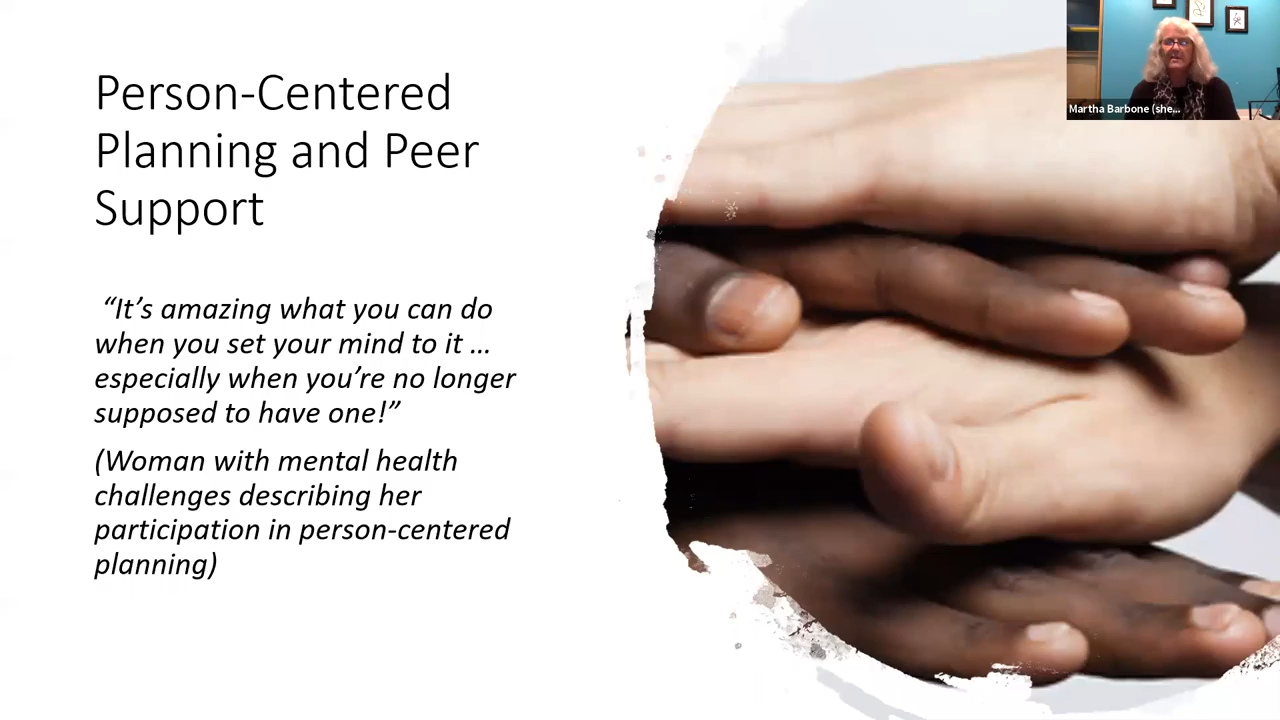 Person-Centered
Planning and Peer
Support
“It’s amazing what you can do
when you set your mind to it …
especially when you’re no longer
supposed to have one!”
(Woman with mental health
challenges describing her
participation in person-centered
planning)
Martha Barbone (she...